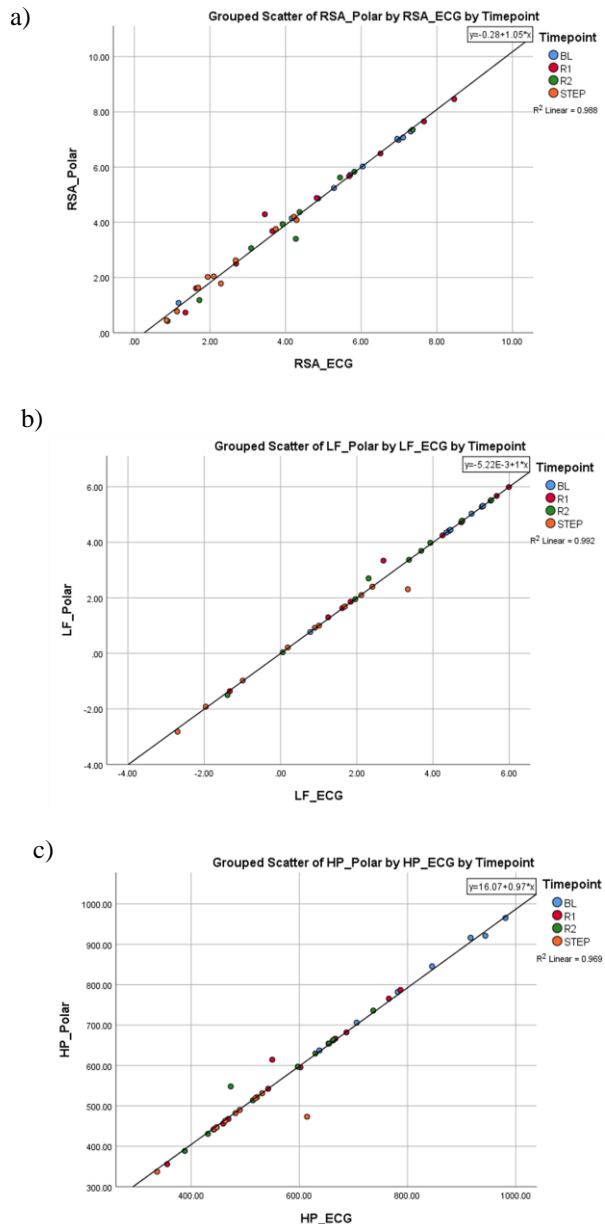 a)
Grouped Scatter of RSA_Polar by RSA_ECG by Timepoint
y=-0.28+1.05*x
Timepoint
BL
R1
R2
STEP
R² Linear = 0.988
10.00
8.00
6.00
4.00
2.00
.00
RSA_Polar
.00 2.00 4.00 6.00 8.00 10.00
RSA_ECG
b)
Grouped Scatter of LF_Polar by LF_ECG by Timepoint
y=-5.22E-3+1*x
Timepoint
BL
R1
R2
STEP
R² Linear = 0.992
6.00
4.00
2.00
.00
-2.00
-4.00
LF_Polar
-4.00 -2.00 .00 2.00 4.00 6.00
LF_ECG
c)
Grouped Scatter of HP_Polar by HP_ECG by Timepoint
y=16.07+0.97*x
Timepoint
BL
R1
R2
STEP
R² Linear = 0.969
1000.00
900.00
800.00
700.00
600.00
500.00
400.00
300.00
HP_Polar
400.00 600.00 800.00 1000.00
HP_ECG